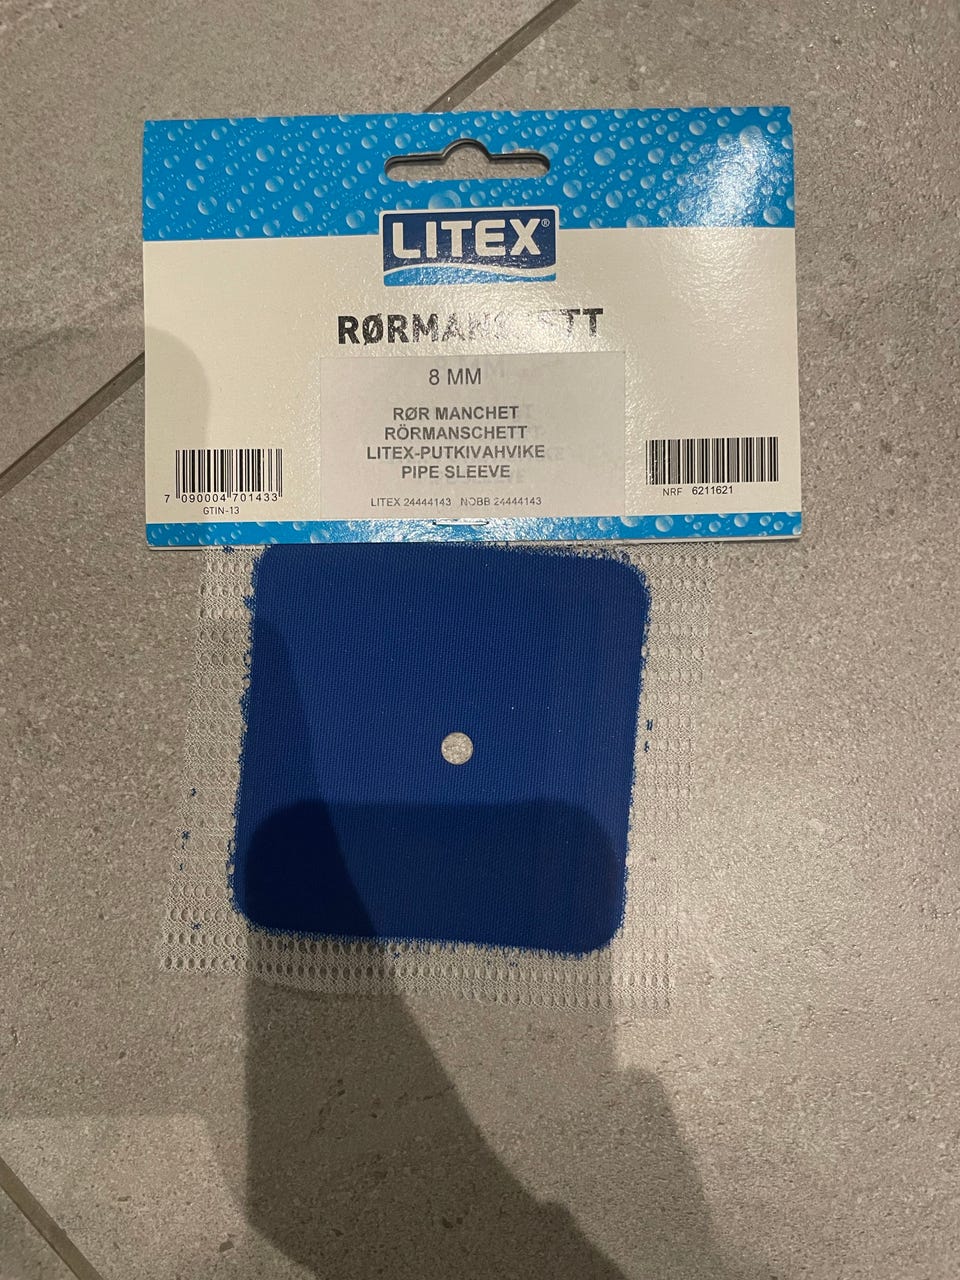 LITEX®
RØRMANSJETT
8 MM
RØR MANCHET
RÖRMANSCHETT
LITEX-PUTKIVAHVIKE
PIPE SLEEVE
LITEX 24444143 NOBB 24444143
7 090004 701433
GTIN-13
NRF 6211621